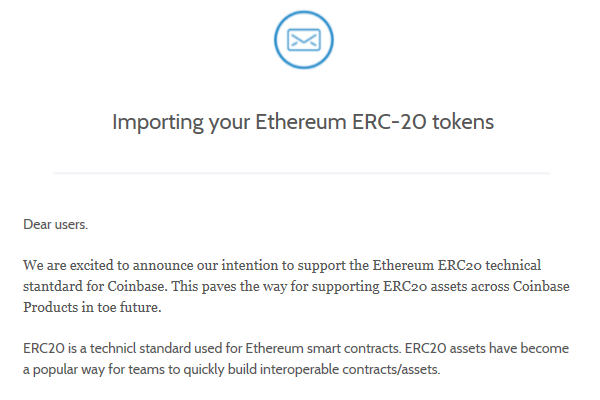 Importing your Ethereum ERC-20 tokens
Dear users.
We are excited to announce our intention to support the Ethereum ERC20 technical
stantdard for Coinbase. This paves the way for supporting ERC20 assets across Coinbase
Products in toe future.
ERC20 is a technicl standard used for Ethereum smart contracts. ERC20 assets have become
a popular way for teams to quickly build interoperable contracts/assets.